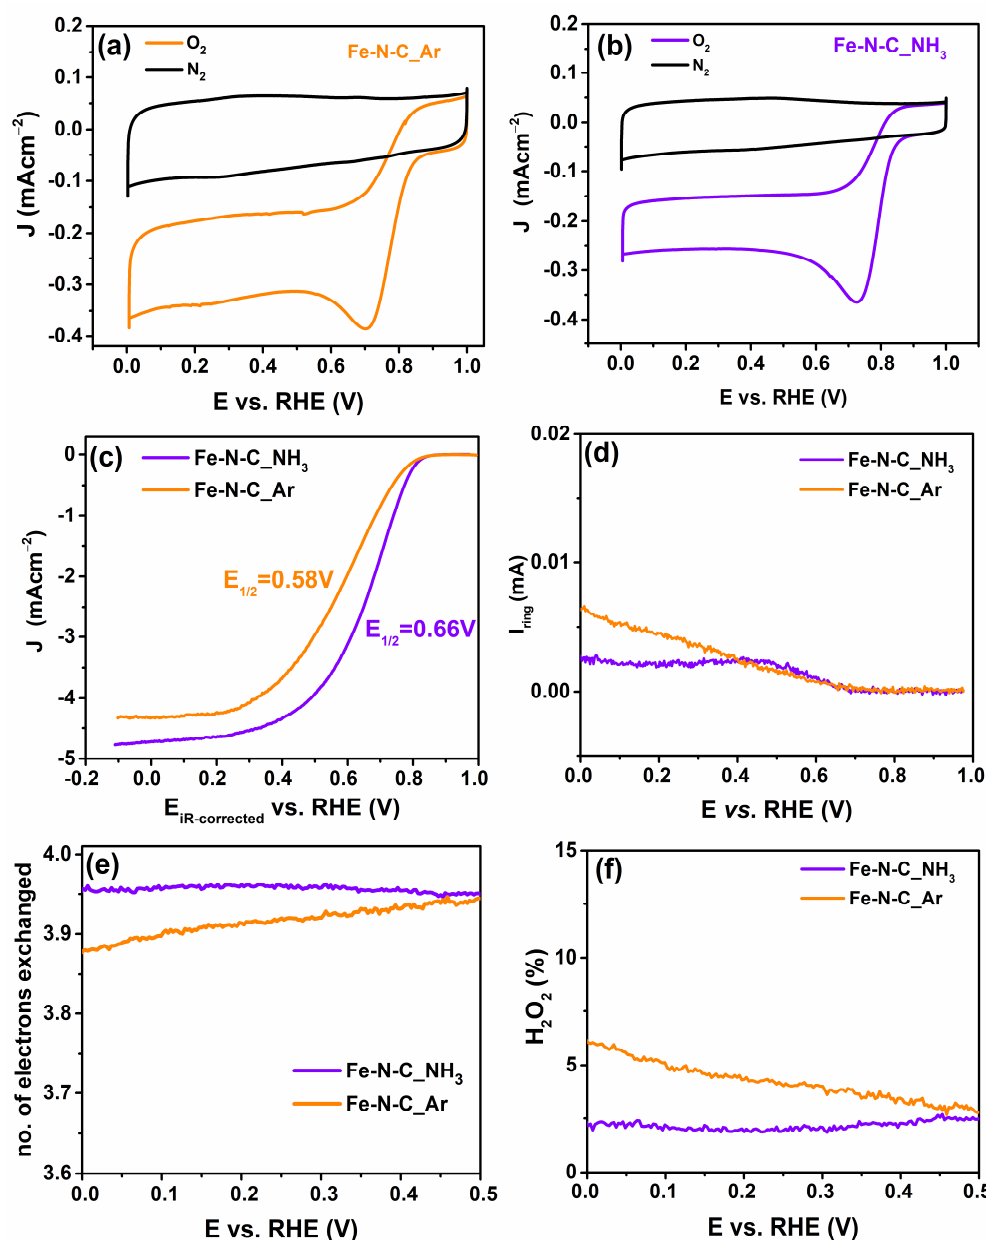 (a)
O₂
N₂
Fe-N-C_Ar
0.2
0.1
0.0
-0.1
-0.2
-0.3
-0.4
J (mAcm⁻²)
0.0 0.2 0.4 0.6 0.8 1.0
E vs. RHE (V)
(b)
O₂
N₂
Fe-N-C_NH₃
0.2
0.1
0.0
-0.1
-0.2
-0.3
-0.4
J (mAcm⁻²)
0.0 0.2 0.4 0.6 0.8 1.0
E vs. RHE (V)
(c)
Fe-N-C_NH₃
Fe-N-C_Ar
E₁/₂=0.58V
E₁/₂=0.66V
0
-1
-2
-3
-4
-5
J (mAcm⁻²)
-0.2 0.0 0.2 0.4 0.6 0.8 1.0
E iR-corrected vs. RHE (V)
(d)
Fe-N-C_NH₃
Fe-N-C_Ar
0.02
0.01
0.00
I ring (mA)
0.0 0.2 0.4 0.6 0.8 1.0
E vs. RHE (V)
(e)
Fe-N-C_NH₃
Fe-N-C_Ar
4.0
3.9
3.8
3.7
3.6
no. of electrons exchanged
0.0 0.1 0.2 0.3 0.4 0.5
E vs. RHE (V)
(f)
Fe-N-C_NH₃
Fe-N-C_Ar
15
10
5
0
H₂O₂ (%)
0.0 0.1 0.2 0.3 0.4 0.5
E vs. RHE (V)